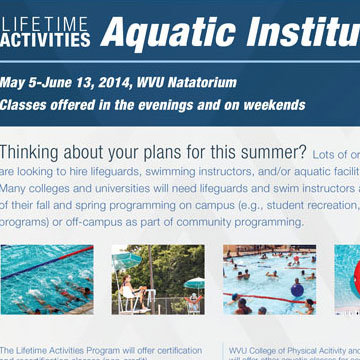 LIFETIME
ACTIVITIES Aquatic Institu
May 5-June 13, 2014, WVU Natatorium
Classes offered in the evenings and on weekends
Thinking about your plans for this summer? Lots of or
are looking to hire lifeguards, swimming instructors, and/or aquatic facilit
Many colleges and universities will need lifeguards and swim instructors a
of their fall and spring programming on campus (e.g., student recreation,
programs) or off-campus as part of community programming.
The Lifetime Activities Program will offer certification
WVU College of Physical Acitivity and